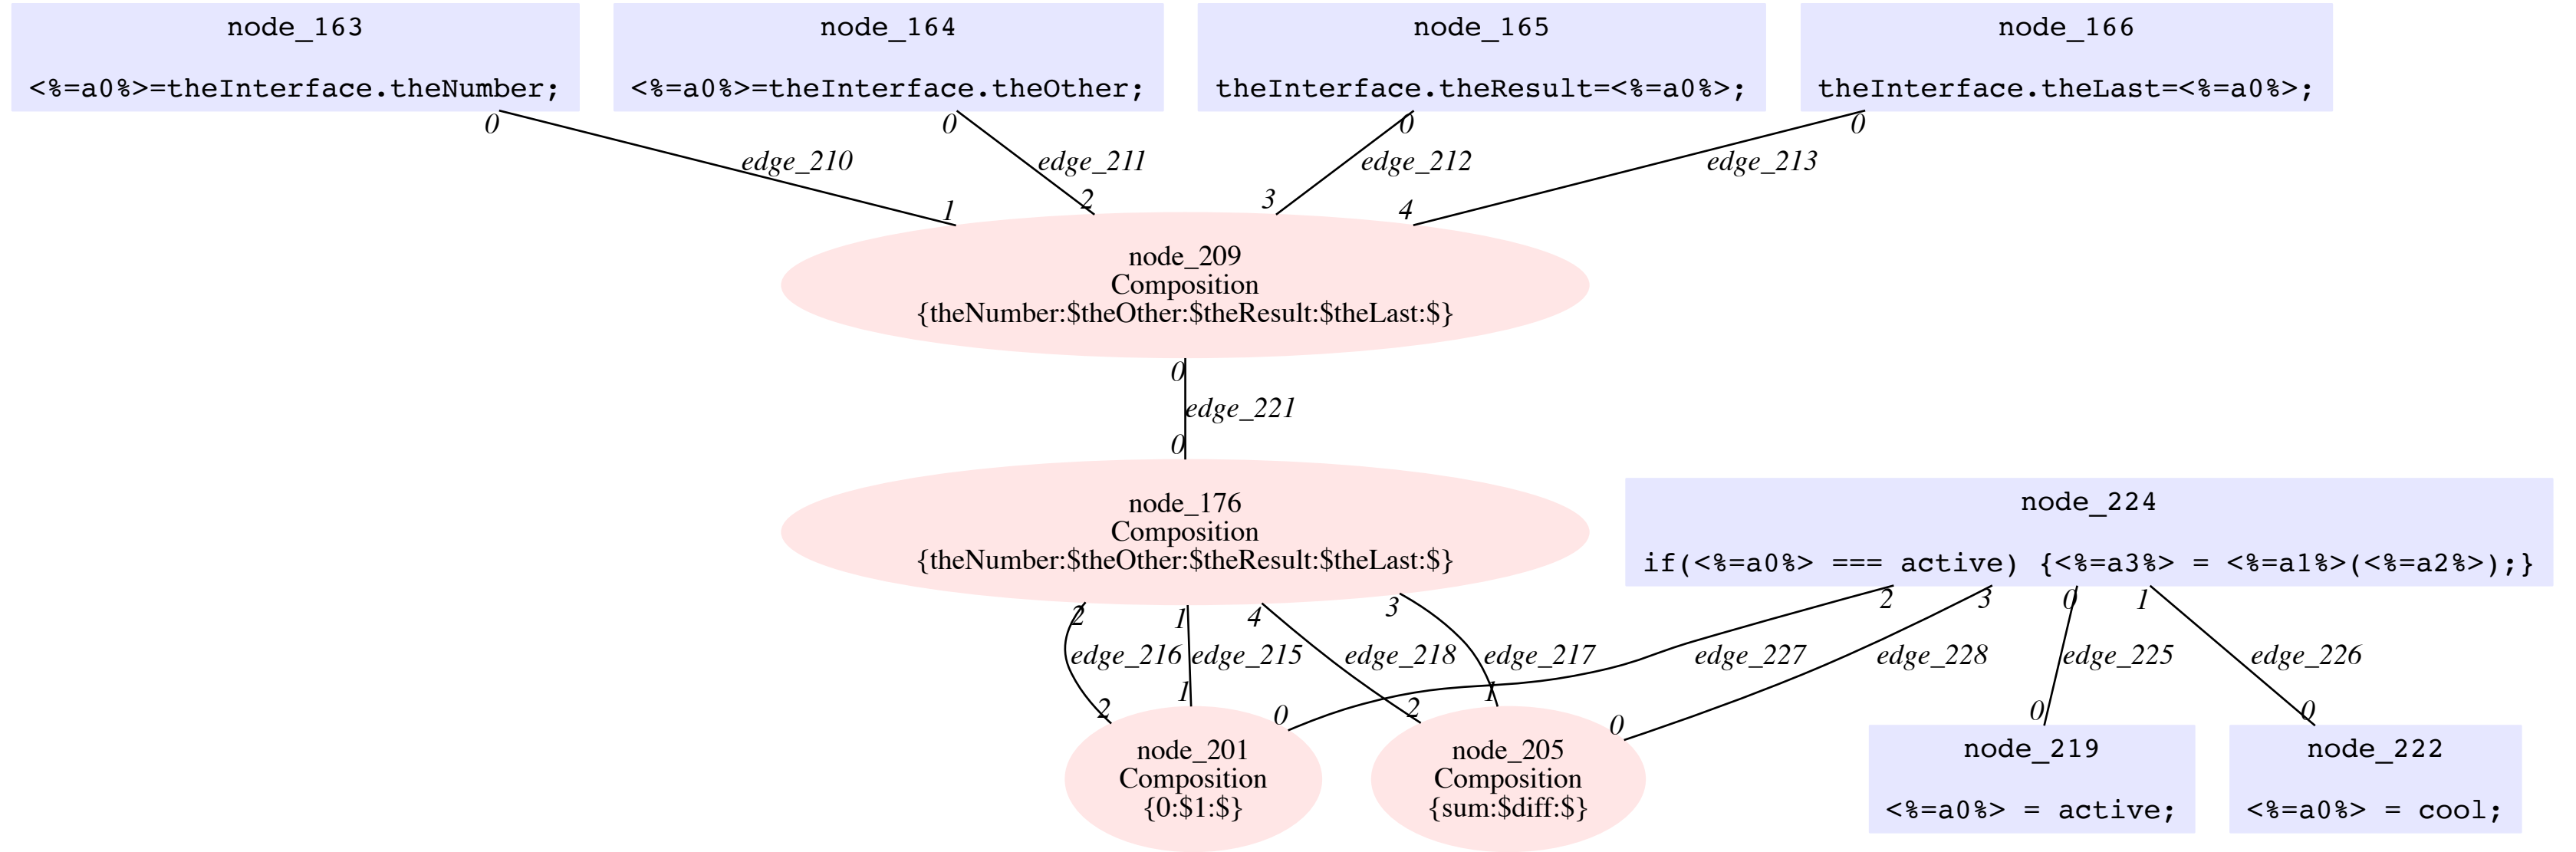 node_163
<%=a0%>=theInterface.theNumber;
node_164
<%=a0%>=theInterface.theOther;
node_165
theInterface.theResult=<%=a0%>;
node_166
theInterface.theLast=<%=a0%>;
0
0
0
0
edge_210
edge_211
edge_212
edge_213
1
2
3
4
node_209
Composition
{theNumber:$theOther:$theResult:$theLast:$}
0
edge_221
0
node_176
Composition
{theNumber:$theOther:$theResult:$theLast:$}
node_224
if(<%=a0%> === active) {<%=a3%> = <%=a1%>(<%=a2%>);}
2
1
4
3
2
3
0
1
edge_216
edge_215
edge_218
edge_217
edge_227
edge_228
edge_225
edge_226
2
1
0
2
1
0
0
0
node_201
Composition
{0:$1:$}
node_205
Composition
{sum:$diff:$}
node_219
<%=a0%> = active;
node_222
<%=a0%> = cool;